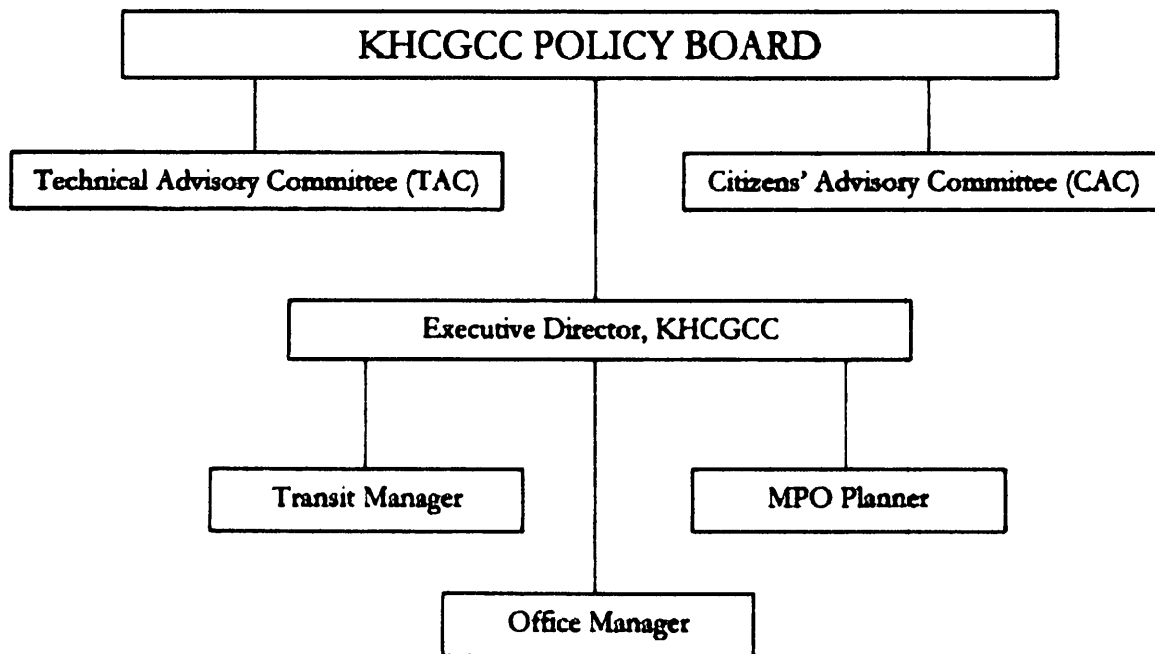 KHCGCC POLICY BOARD
Technical Advisory Committee (TAC)
Citizens' Advisory Committee (CAC)
Executive Director, KHCGCC
Transit Manager
MPO Planner
Office Manager